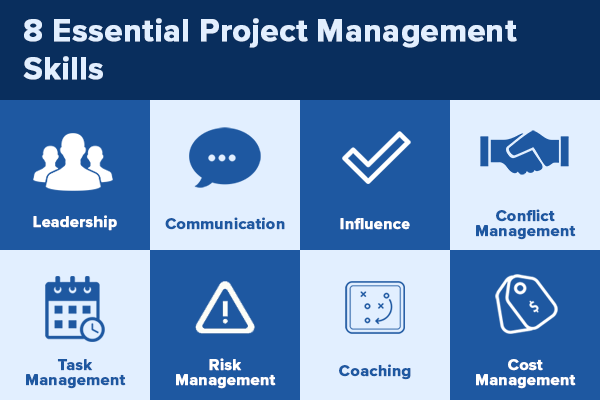 8 Essential Project Management
Skills
Leadership
Communication
Influence
Conflict
Management
Task
Management
Risk
Management
Coaching
Cost
Management